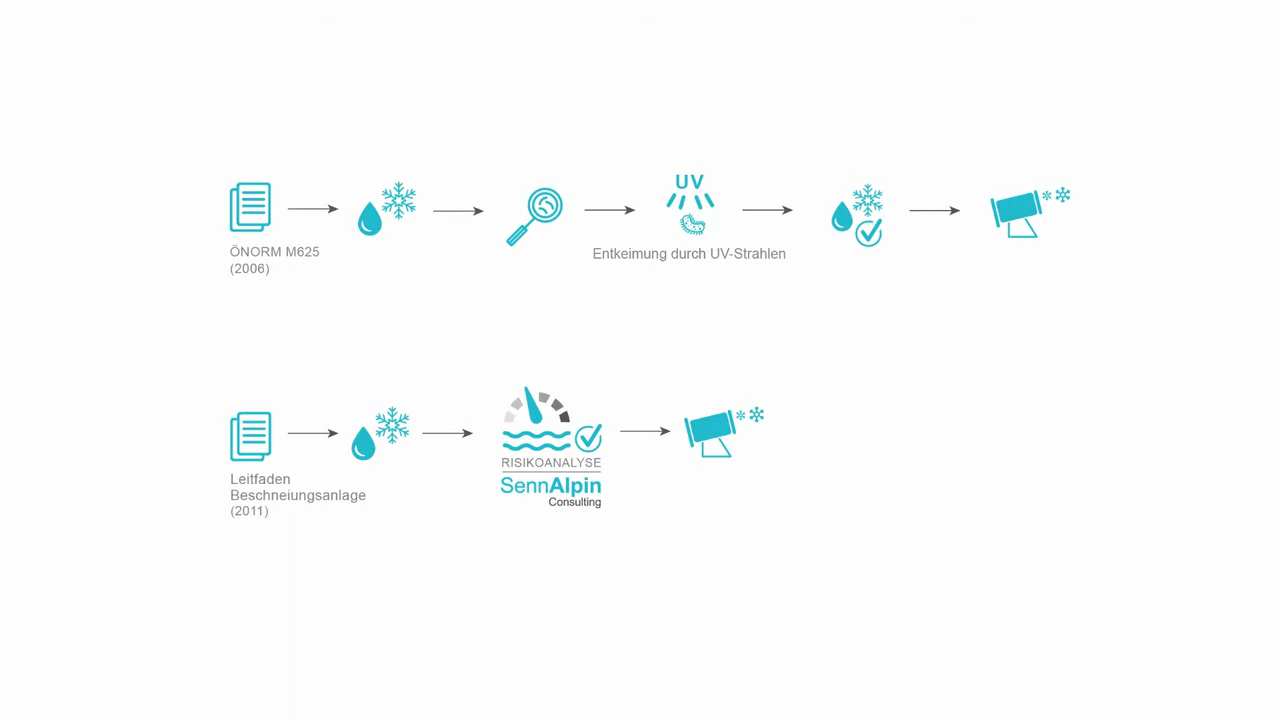 UV
ÖNORM M625
(2006)
Entkeimung durch UV-Strahlen
RISIKOANALYSE
SennAlpin
Consulting
Leitfaden
Beschneiungsanlage
(2011)